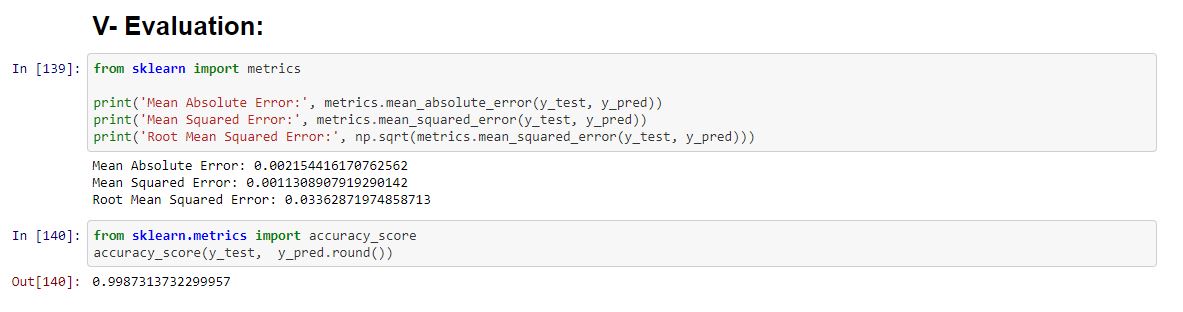 V- Evaluation:
In [139]: from sklearn import metrics
print('Mean Absolute Error:', metrics.mean_absolute_error(y_test, y_pred))
print('Mean Squared Error:', metrics.mean_squared_error(y_test, y_pred))
print('Root Mean Squared Error:', np.sqrt(metrics.mean_squared_error(y_test, y_pred)))
Mean Absolute Error: 0.002154416170762562
Mean Squared Error: 0.0011308907919290142
Root Mean Squared Error: 0.03362871974858713
In [140]: from sklearn.metrics import accuracy_score
accuracy_score(y_test,  y_pred.round())
Out[140]: 0.9987313732299957